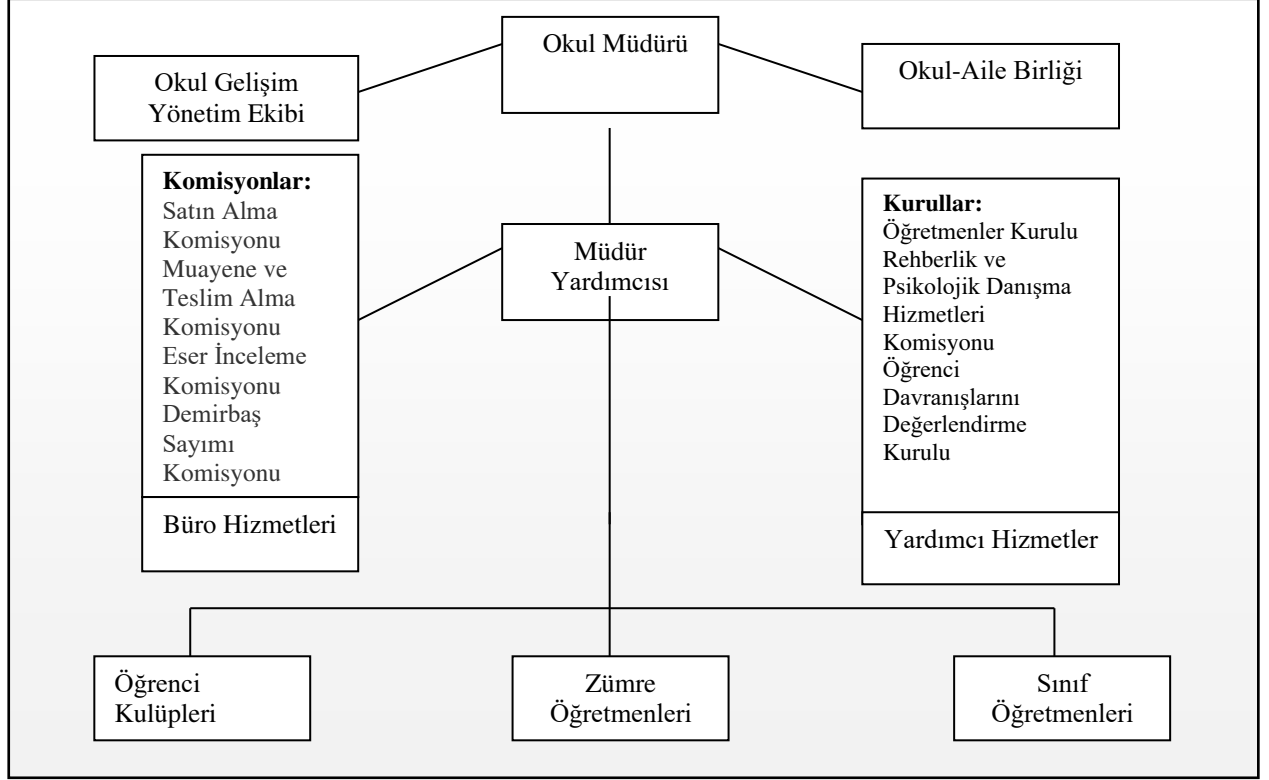 Okul Müdürü
Okul Gelişim
Yönetim Ekibi
Okul-Aile Birliği
Komisyonlar:
Satın Alma
Komisyonu
Muayene ve
Teslim Alma
Komisyonu
Eser İnceleme
Komisyonu
Demirbaş
Sayımı
Komisyonu
Büro Hizmetleri
Müdür
Yardımcısı
Kurullar:
Öğretmenler Kurulu
Rehberlik ve
Psikolojik Danışma
Hizmetleri
Komisyonu
Öğrenci
Davranışlarını
Değerlendirme
Kurulu
Yardımcı Hizmetler
Öğrenci
Kulüpleri
Zümre
Öğretmenleri
Sınıf
Öğretmenleri